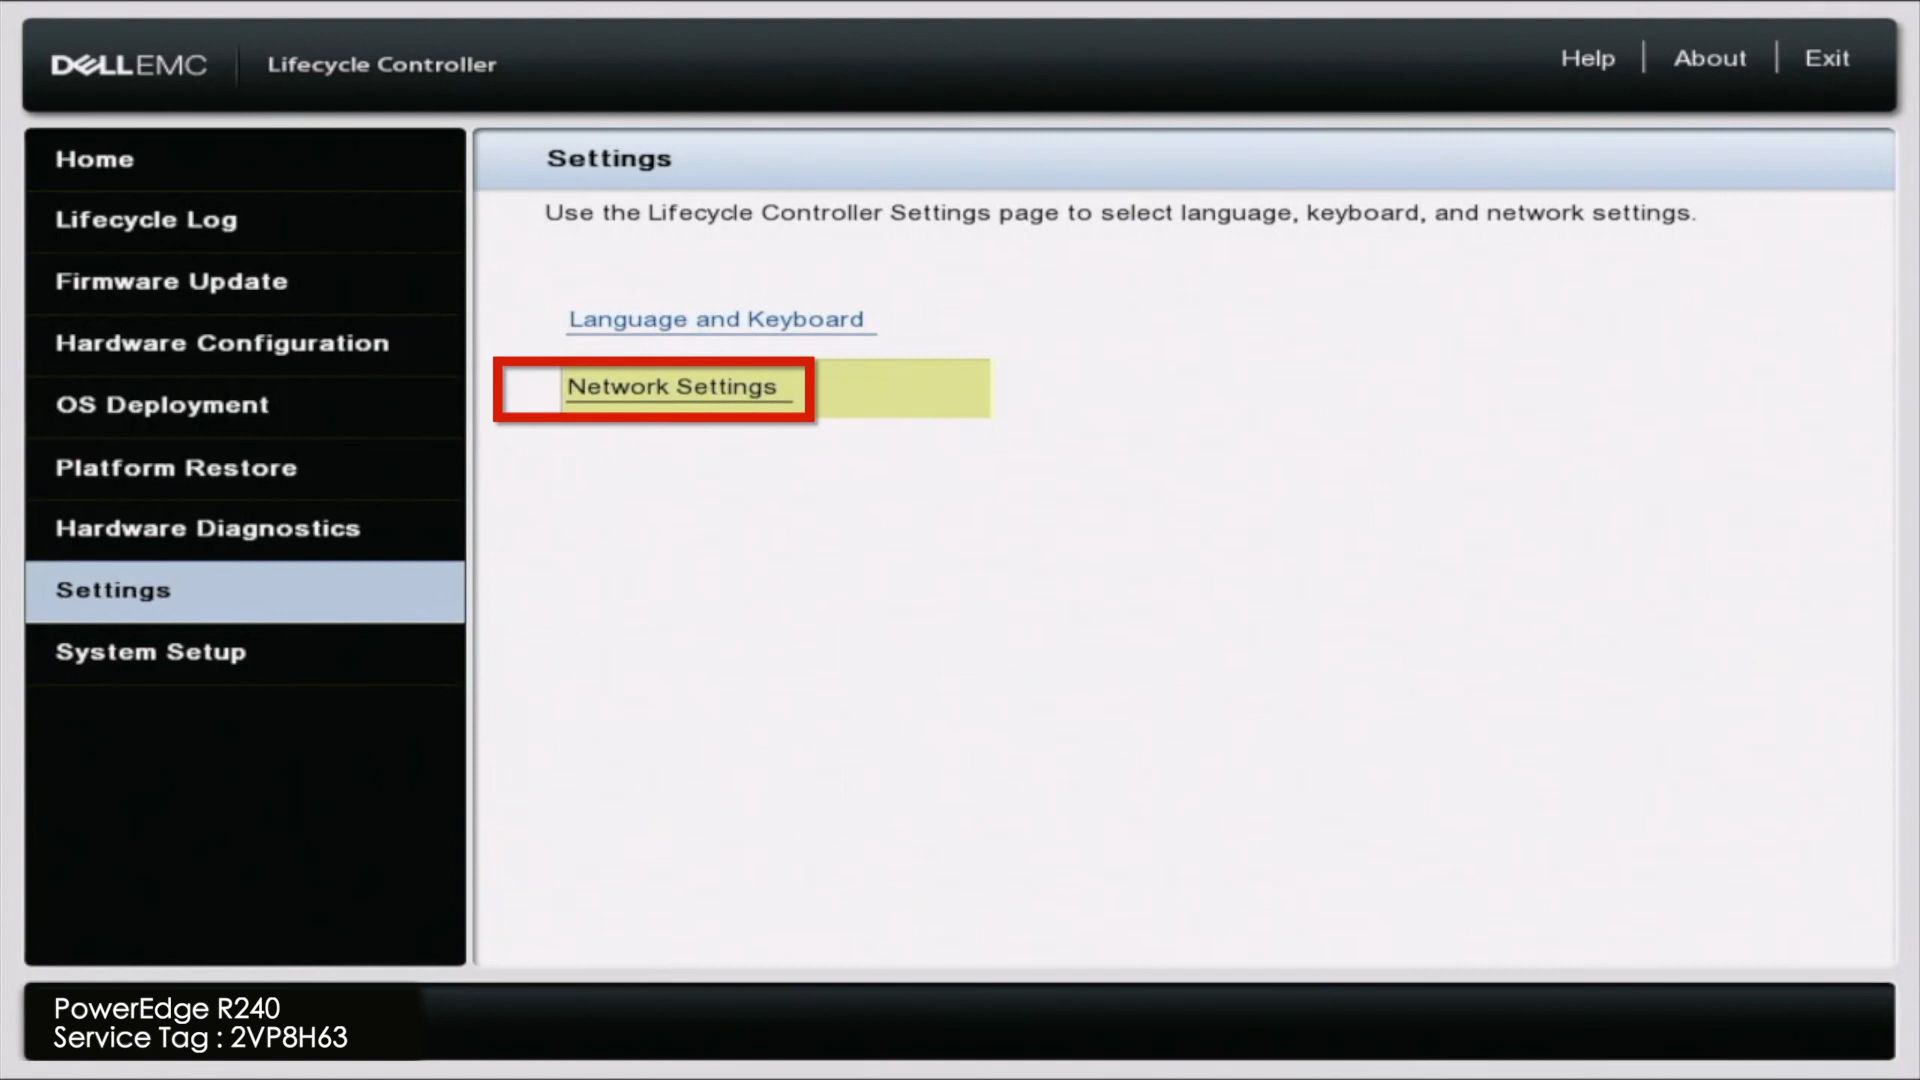 DELLEMC
Lifecycle Controller
Help
About
Exit
Home
Lifecycle Log
Firmware Update
Hardware Configuration
OS Deployment
Platform Restore
Hardware Diagnostics
Settings
System Setup
Settings
Use the Lifecycle Controller Settings page to select language, keyboard, and network settings.
Language and Keyboard
Network Settings
PowerEdge R240
Service Tag : 2VP8H63